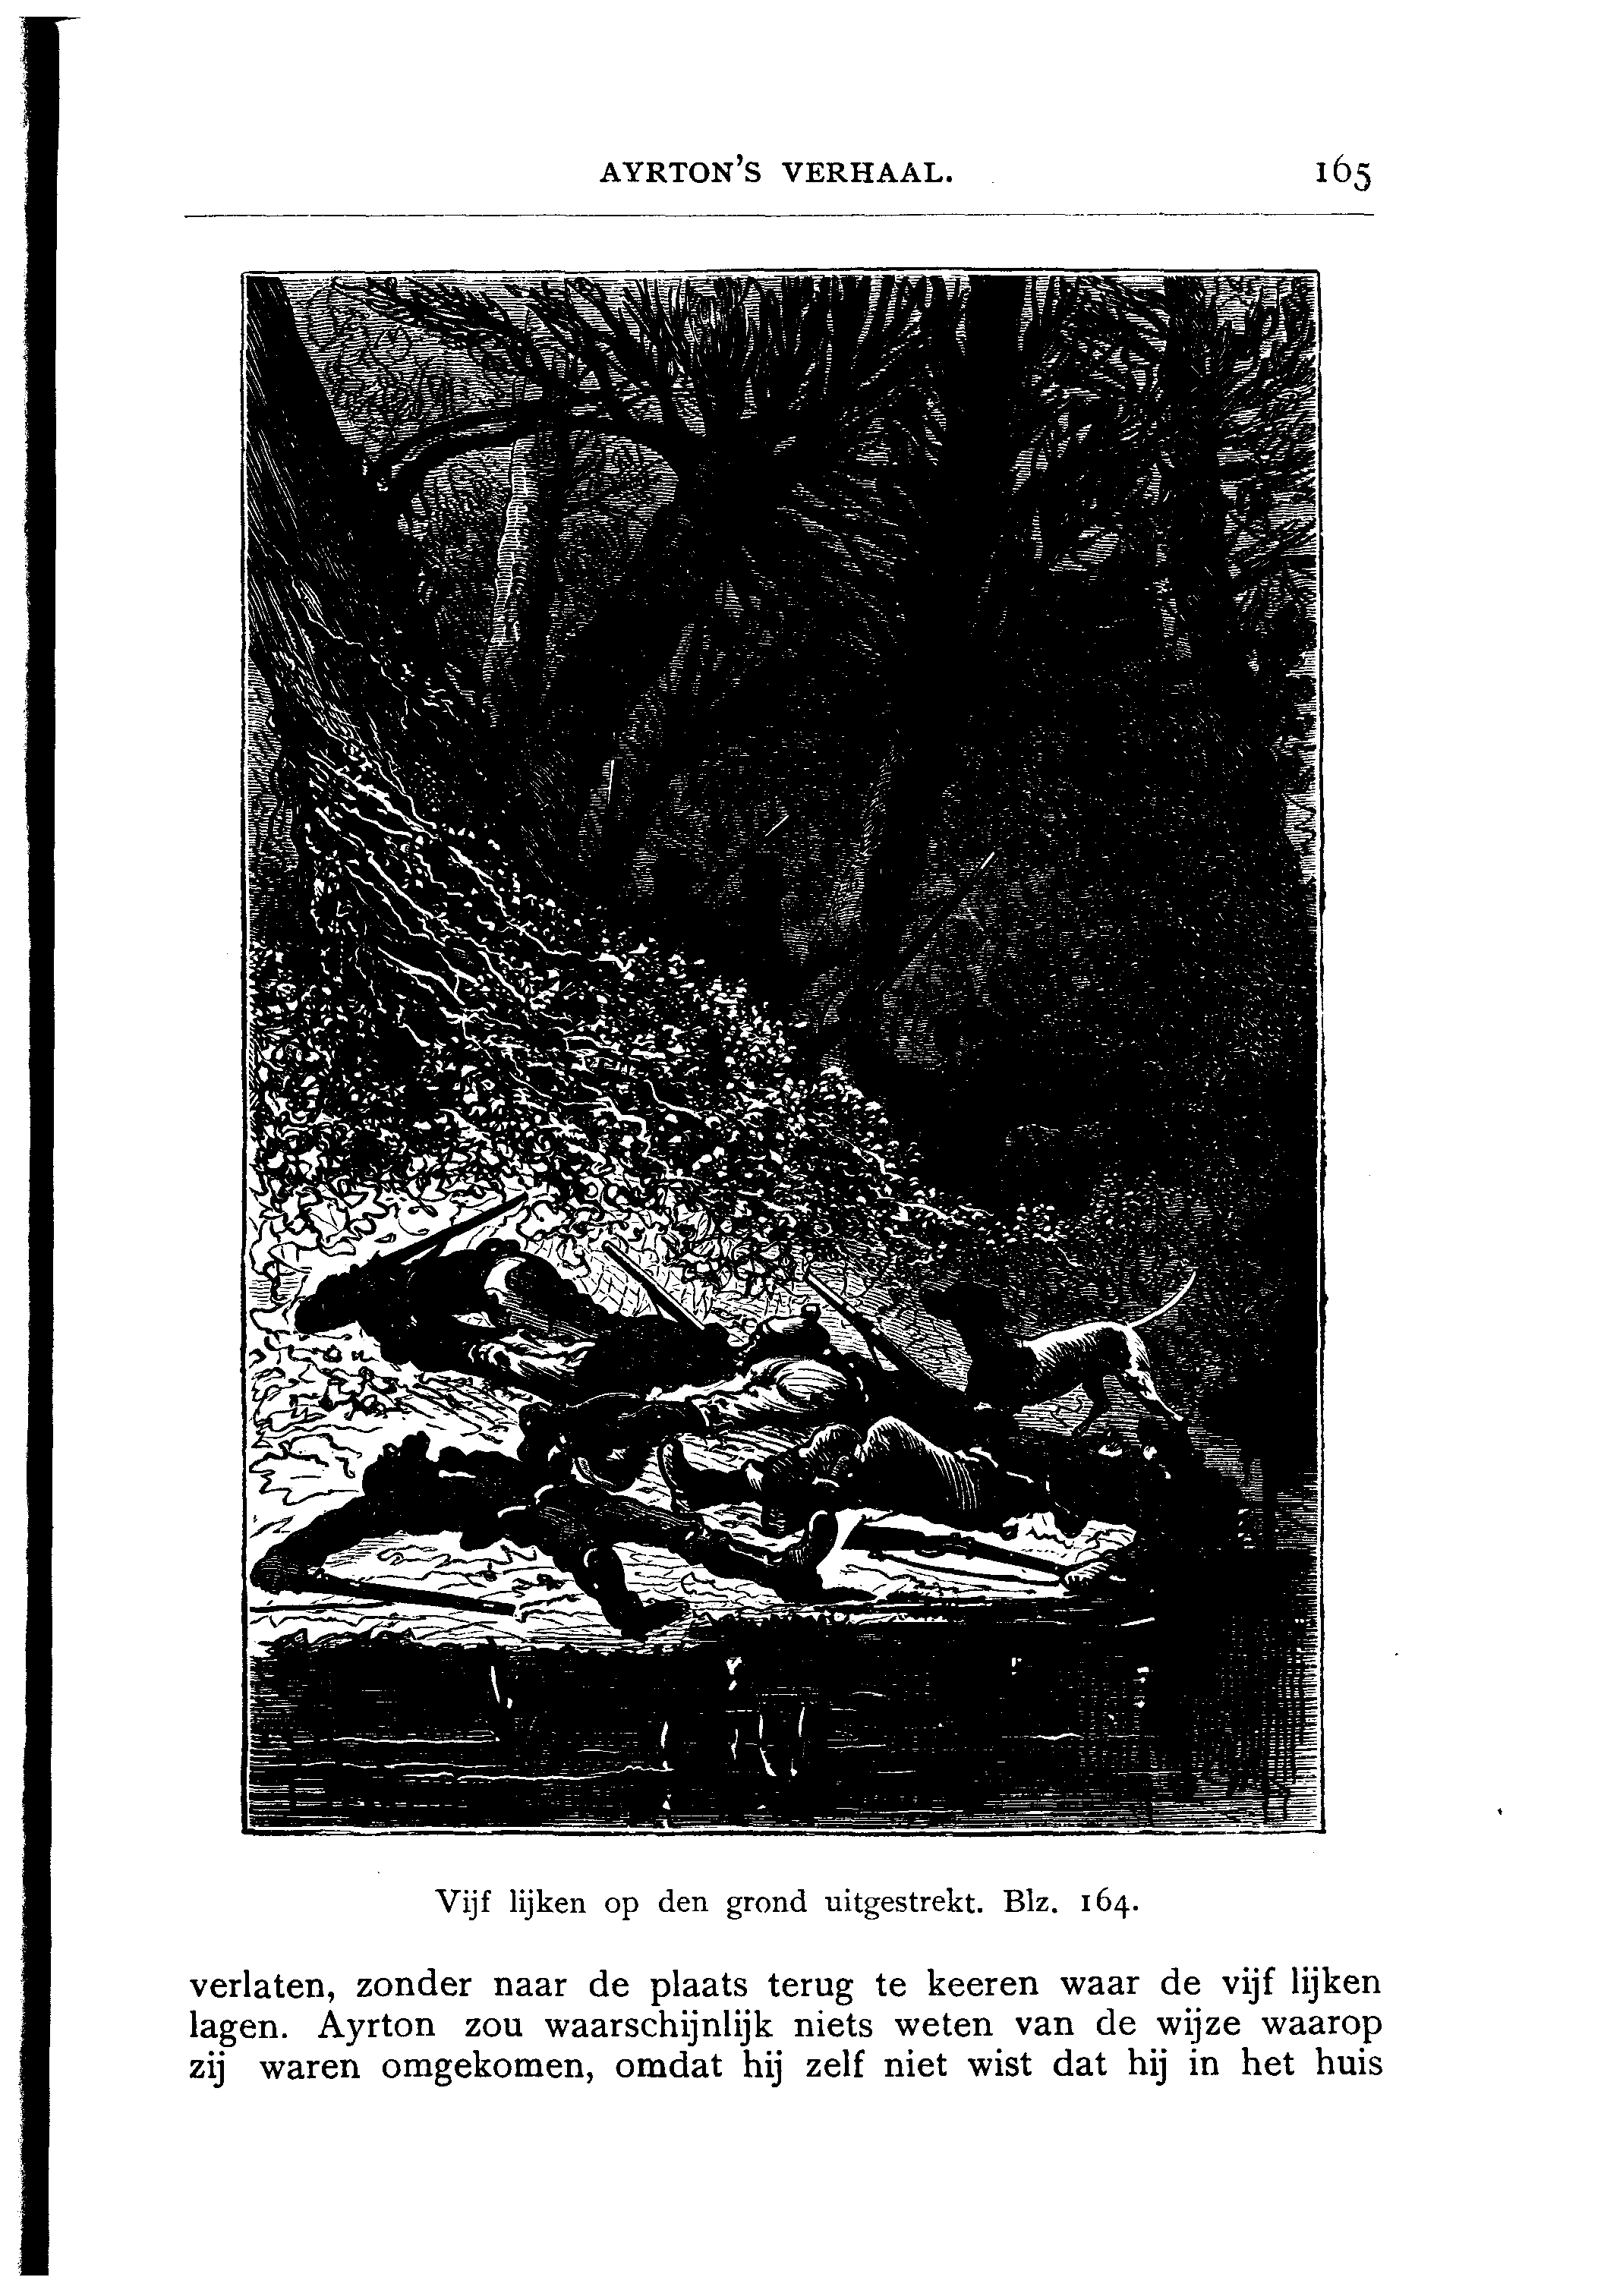 AYRTON'S VERHAAL. 165
Vijf lijken op den grond uitgestrekt. Blz. 164.
verlaten, zonder naar de plaats terug te keeren waar de vijf lijken
lagen. Ayrton zou waarschijnlijk niets weten van de wijze waarop
zij waren omgekomen, omdat hij zelf niet wist dat hij in het huis